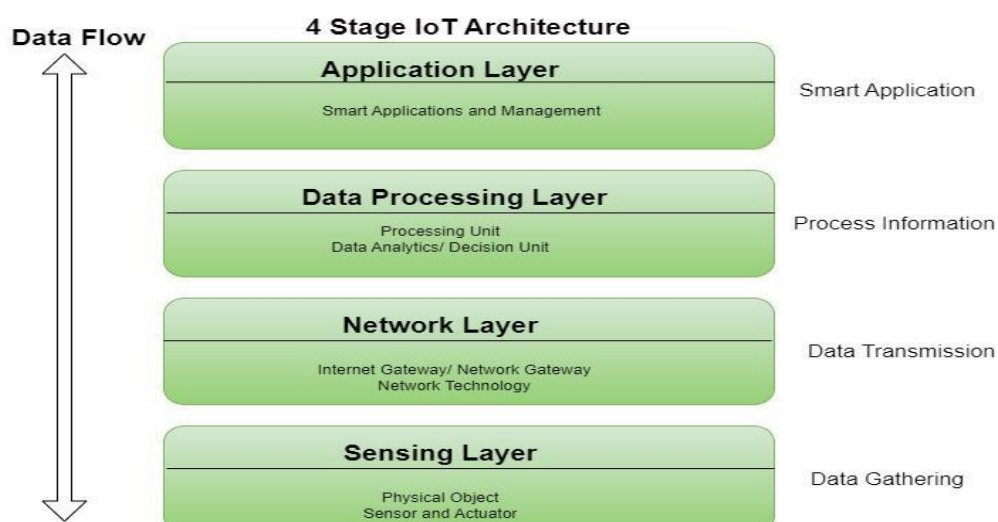 4 Stage IoT Architecture
Data Flow
Application Layer
Smart Applications and Management
Smart Application
Data Processing Layer
Processing Unit
Data Analytics/ Decision Unit
Process Information
Network Layer
Internet Gateway/ Network Gateway
Network Technology
Data Transmission
Sensing Layer
Physical Object
Sensor and Actuator
Data Gathering